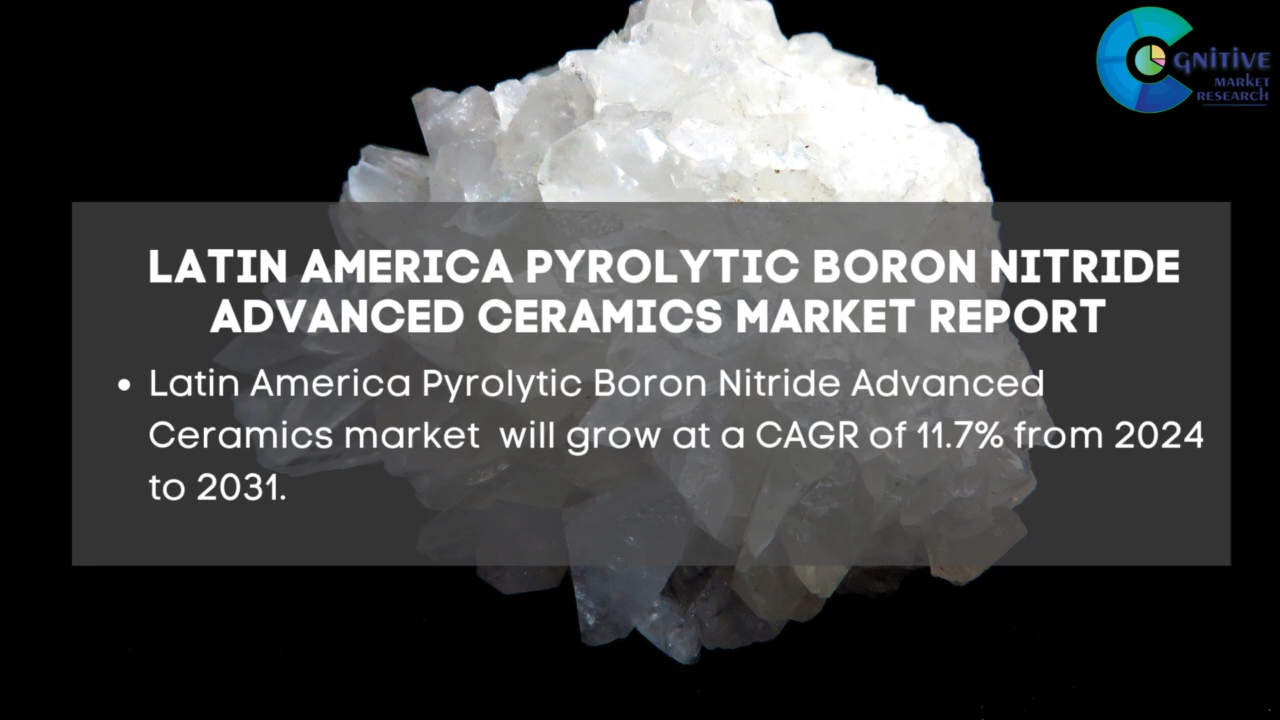 GNITIVE
MARKET
RESEARCH
LATIN AMERICA PYROLYTIC BORON NITRIDE
ADVANCED CERAMICS MARKET REPORT
• Latin America Pyrolytic Boron Nitride Advanced
Ceramics market will grow at a CAGR of 11.7% from 2024
to 2031.